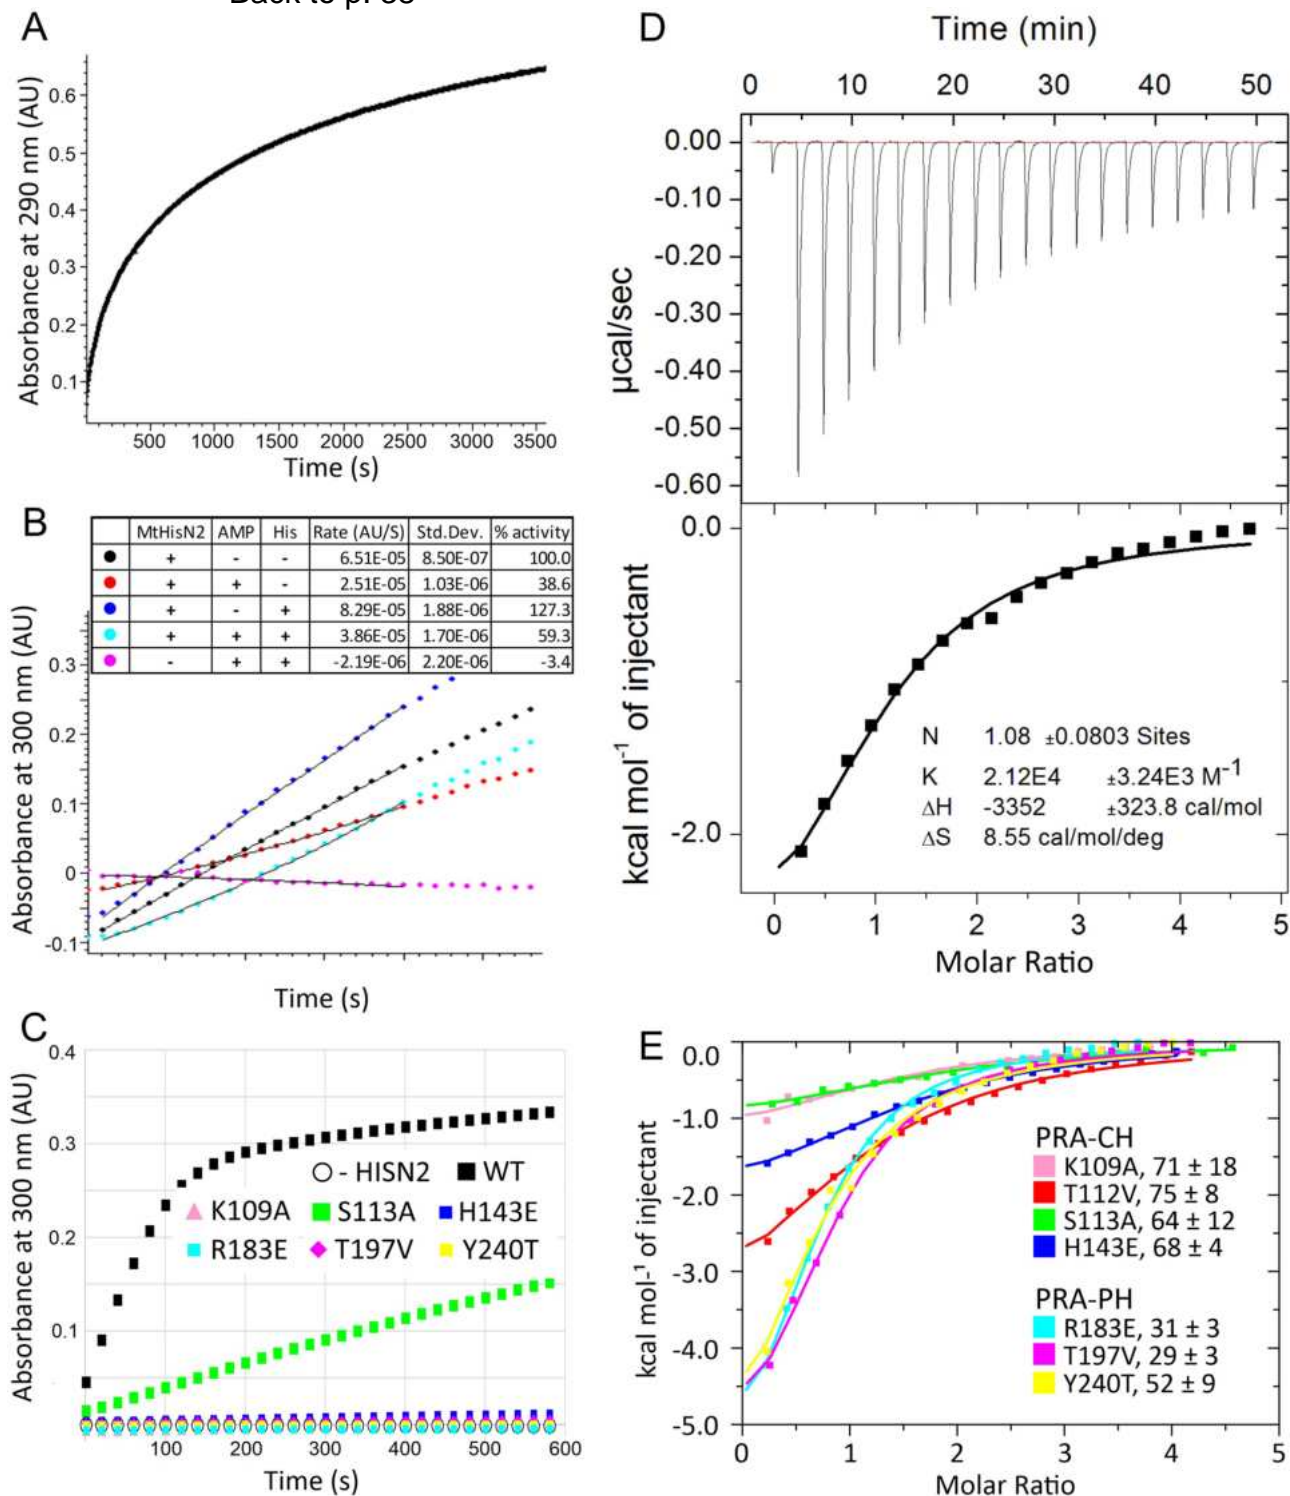 A
Absorbance at 290 nm (AU)
0.6
0.5
0.4
0.3
0.2
0.1
500 1000 1500 2000 2500 3000 3500
Time (s)
B
MtHisN2 AMP His Rate (AU/S) Std.Dev. % activity
+ - - 6.51E-05 8.50E-07 100.0
+ + - 2.51E-05 1.03E-06 38.6
+ - + 8.29E-05 1.88E-06 127.3
+ + + 3.86E-05 1.70E-06 59.3
- + + -2.19E-06 2.20E-06 -3.4
Absorbance at 300 nm (AU)
0.3
0.2
0.1
0
-0.1
Time (s)
C
Absorbance at 300 nm (AU)
0.4
0.3
0.2
0.1
- HISN2 WT
K109A S113A H143E
R183E T197V Y240T
100 200 300 400 500 600
Time (s)
D
Time (min)
0 10 20 30 40 50
µcal/sec
0.00
-0.10
-0.20
-0.30
-0.40
-0.50
-0.60
kcal mol⁻¹ of injectant
0.0
-2.0
N 1.08 ±0.0803 Sites
K 2.12E4 ±3.24E3 M⁻¹
ΔH -3352 ±323.8 cal/mol
ΔS 8.55 cal/mol/deg
0 1 2 3 4 5
Molar Ratio
E
kcal mol-¹ of injectant
0.0
-1.0
-2.0
-3.0
-4.0
-5.0
PRA-CH
K109A, 71 ± 18
T112V, 75 ± 8
S113A, 64 ± 12
H143E, 68 ± 4
PRA-PH
R183E, 31 ± 3
T197V, 29 ± 3
Y240T, 52 ± 9
0 1 2 3 4 5
Molar Ratio